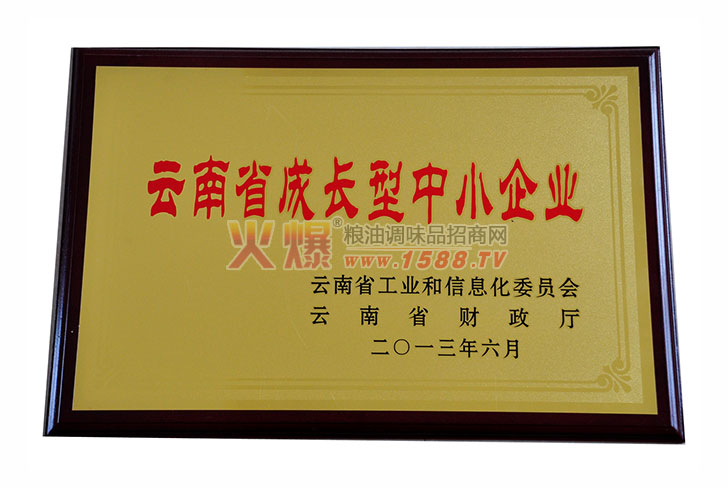 云南省成长型中小企业
火爆®粮油调味品招商网
www.1588.TV
云南省工业和信息化委员会
云南省财政厅
二〇一三年六月